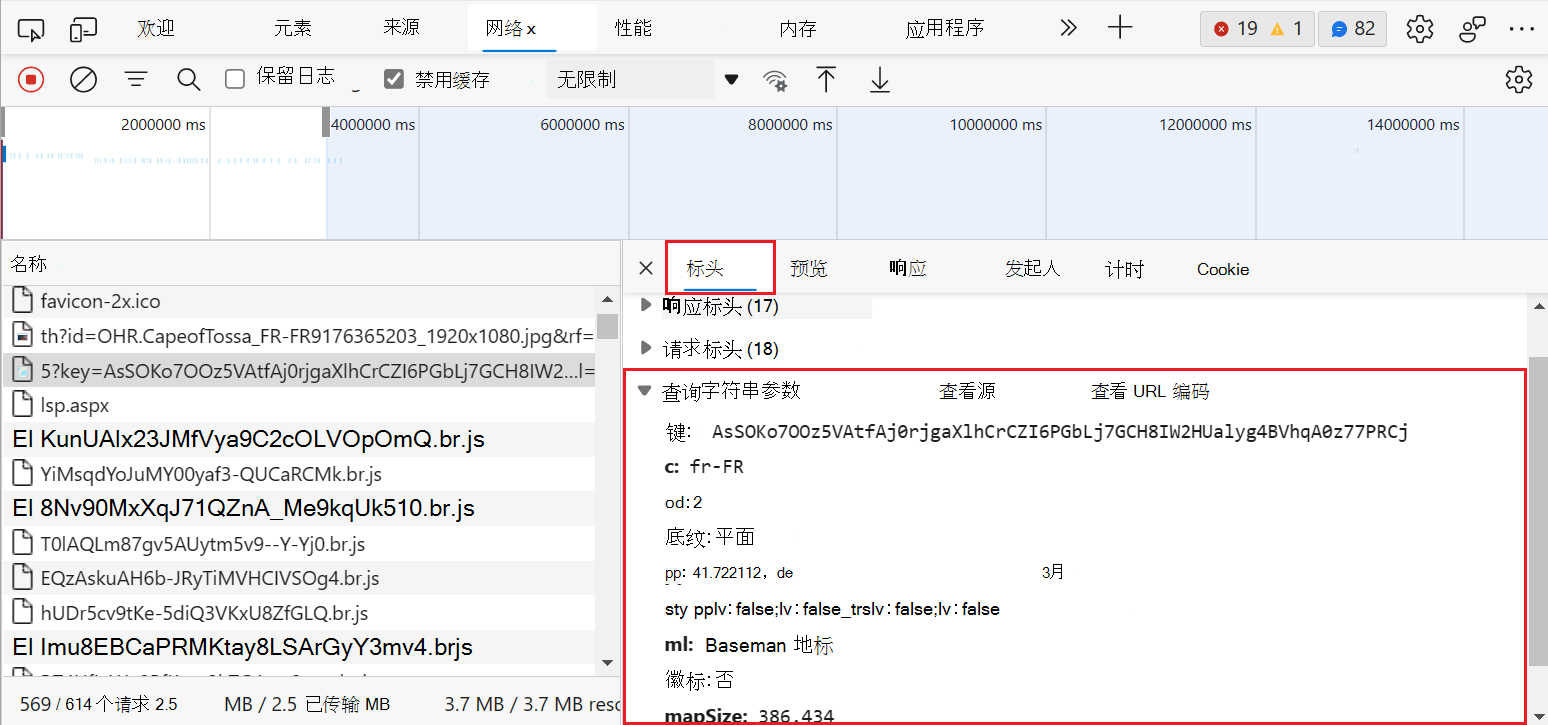 欢迎 元素 来源 网络 x 性能 内存 应用程序 19 1 82
保留日志 禁用缓存 无限制
2000000 ms 4000000 ms 6000000 ms 8000000 ms 10000000 ms 12000000 ms 14000000 ms
名称
favicon-2x.ico
th?id=OHR.CapeofTossa_FR-FR9176365203_1920x1080.jpg&rf=
5?key=AsSOKo7OOz5VAtfAj0rjgaXlhCrCZI6PGbLj7GCH8IW2...l=
lsp.aspx
El KunUAlx23JMfVya9C2cOLVOpOmQ.br.js
YiMsqdYoJuMY00yaf3-QUCaRCMk.br.js
El 8Nv90MxXqJ71QZnA_Me9kqUk510.br.js
T0lAQLm87gv5AUytm5v9--Y-Yj0.br.js
EQzAskuAH6b-JRyTiMVHCIVSOg4.br.js
hUDr5cv9tKe-5diQ3VKxU8ZfGLQ.br.js
El Imu8EBCaPRMKtay8LSArGyY3mv4.brjs
569 / 614 个请求 2.5 MB / 2.5 已传输 MB 3.7 MB / 3.7 MB resc
标头 预览 响应 发起人 计时 Cookie
响应标头 (17)
请求标头 (18)
查询字符串参数 查看源 查看 URL 编码
键: AsSOKo7OOz5VAtfAj0rjgaXlhCrCZI6PGbLj7GCH8IW2HUalyg4BVhqA0z77PRCj
c: fr-FR
od:2
底纹:平面
pp: 41.722112, de 3月
sty pplv:false;lv:false_trslv:false;lv:false
ml: Baseman 地标
徽标:否
mapSize: 386.434